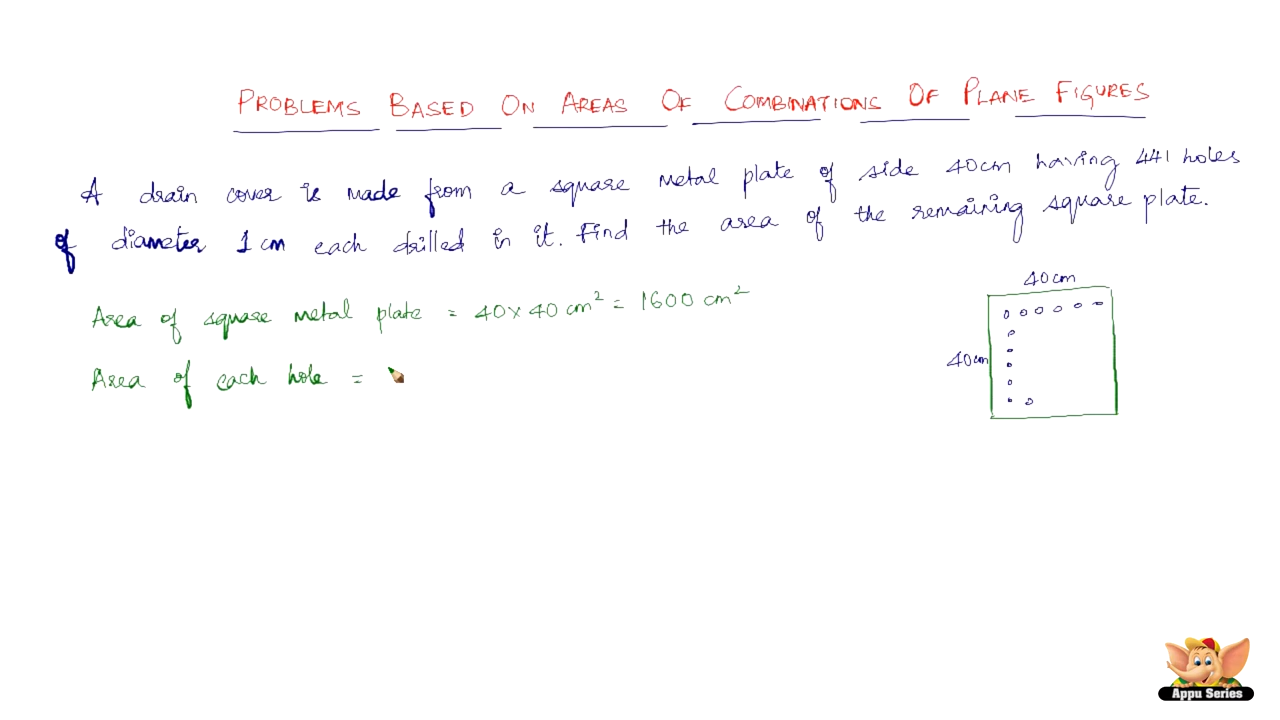 PROBLEMS BASED ON AREAS OF COMBINATIONS OF PLANE FIGURES
A drain cover is made from a square metal plate of side 40cm having 441 holes
of diameter 1 cm each drilled in it. Find the area of the remaining square plate.
40cm
Area of square metal plate = 40 × 40 cm² = 1600 cm²
40cm
Area of each hole =
Appu Series